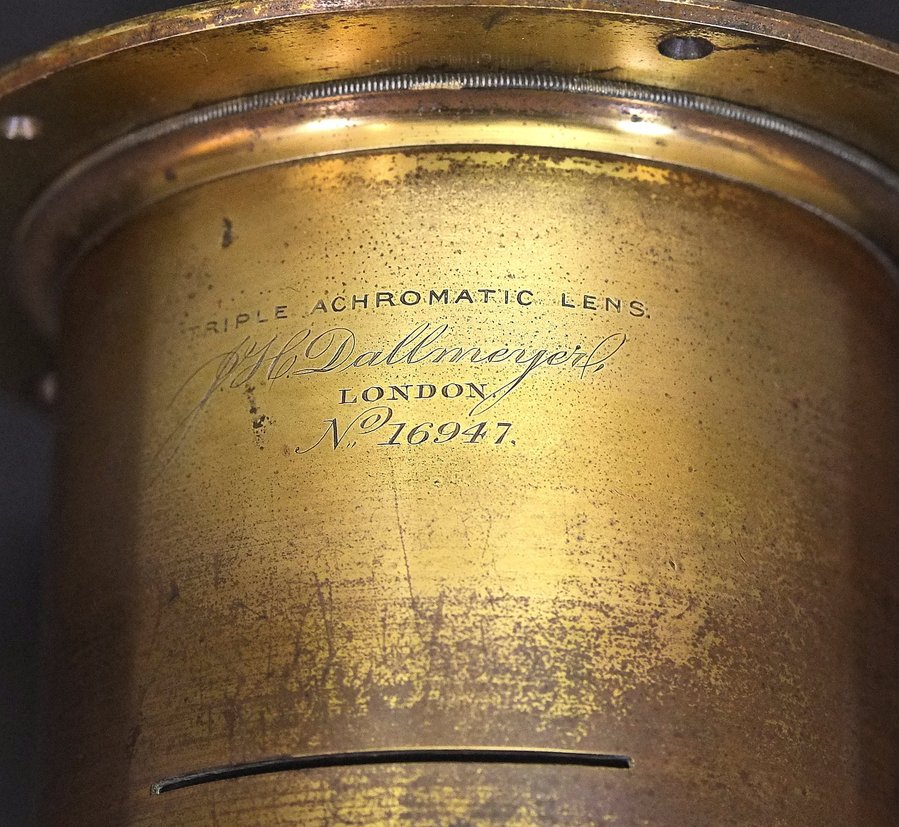 TRIPLE ACHROMATIC LENS.
J.H. Dallmeyer,
LONDON.
No. 16947.